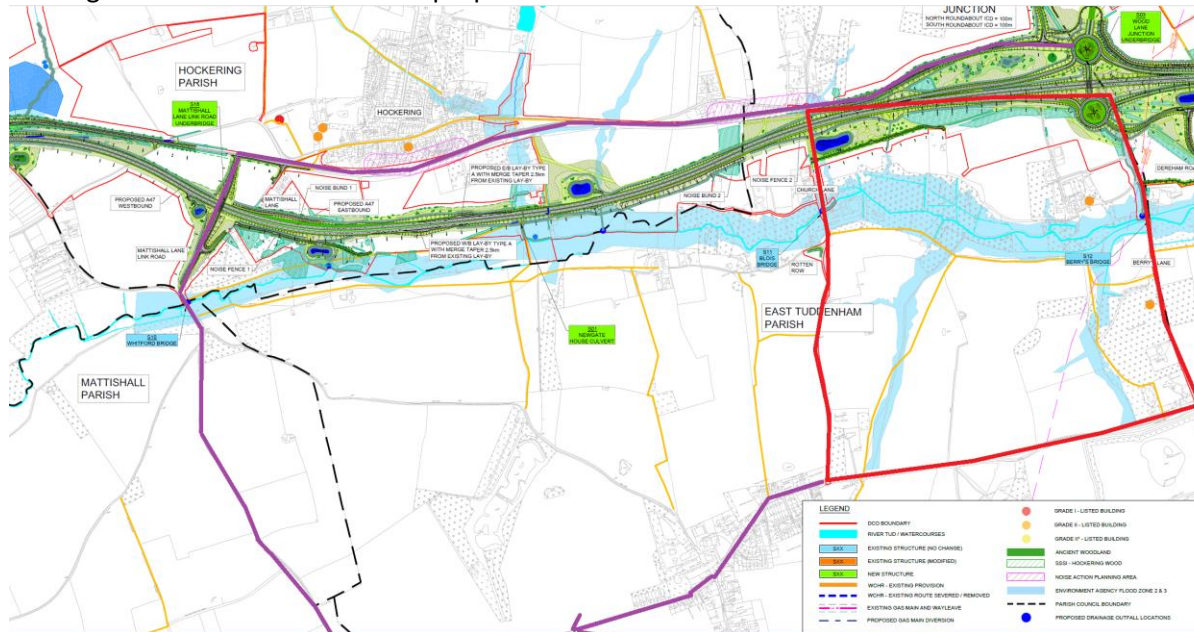 JUNCTION
NORTH ROUNDABOUT ICD = 100m
SOUTH ROUNDABOUT ICD = 100m
S03
WOOD
LANE
JUNCTION
UNDERBRIDGE
HOCKERING
PARISH
MATTISHALL
LANE LINK ROAD
UNDERBRIDGE
HOCKERING
PROPOSED E/B LAY-BY TYPE
A WITH MERGE TAPER 2.5km
FROM EXISTING LAY-BY
NOISE BUND 1
NOISE FENCE 2
CHURCH LANE
DEREHAM ROAD
PROPOSED A47
WESTBOUND
MATTISHALL
LANE
PROPOSED A47
EASTBOUND
NOISE BUND 2
MATTISHALL LANE
LINK ROAD
PROPOSED W/B LAY-BY TYPE A
WITH MERGE TAPER 2.5km
FROM EXISTING LAY-BY
NOISE FENCE 1
S11
BLOIS
BRIDGE
ROTTEN
ROW
S12
BERRY'S BRIDGE
BERRY'S LANE
EAST TUDDENHAM
PARISH
WHITFORD BRIDGE
NEWGATE
HOUSE CULVERT
MATTISHALL
PARISH
LEGEND
DCO BOUNDARY
RIVER TUD / WATERCOURSES
SXX EXISTING STRUCTURE (NO CHANGE)
SXX EXISTING STRUCTURE (MODIFIED)
SXX NEW STRUCTURE
WCHR - EXISTING PROVISION
WCHR - EXISTING ROUTE SEVERED / REMOVED
EXISTING GAS MAIN AND WAYLEAVE
PROPOSED GAS MAIN DIVERSION
GRADE I - LISTED BUILDING
GRADE II - LISTED BUILDING
GRADE II* - LISTED BUILDING
ANCIENT WOODLAND
SSSI - HOCKERING WOOD
NOISE ACTION PLANNING AREA
ENVIRONMENT AGENCY FLOOD ZONE 2 & 3
PARISH COUNCIL BOUNDARY
PROPOSED DRAINAGE OUTFALL LOCATIONS